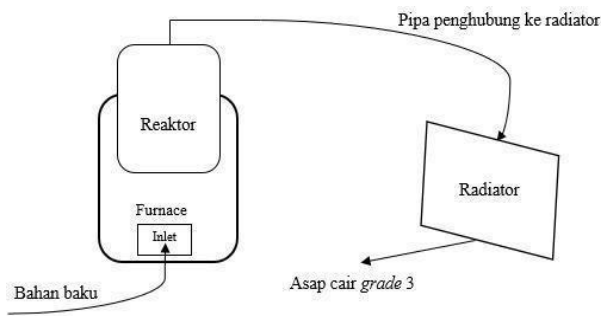 Pipa penghubung ke radiator
Reaktor
Radiator
Furnace
Inlet
Asap cair grade 3
Bahan baku